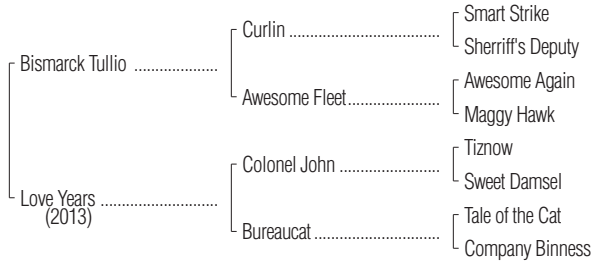 Smart Strike
Curlin
Sherriff's Deputy
Bismarck Tullio
Awesome Again
Awesome Fleet
Maggy Hawk
Tiznow
Colonel John
Sweet Damsel
Love Years
(2013)
Tale of the Cat
Bureaucat
Company Binness